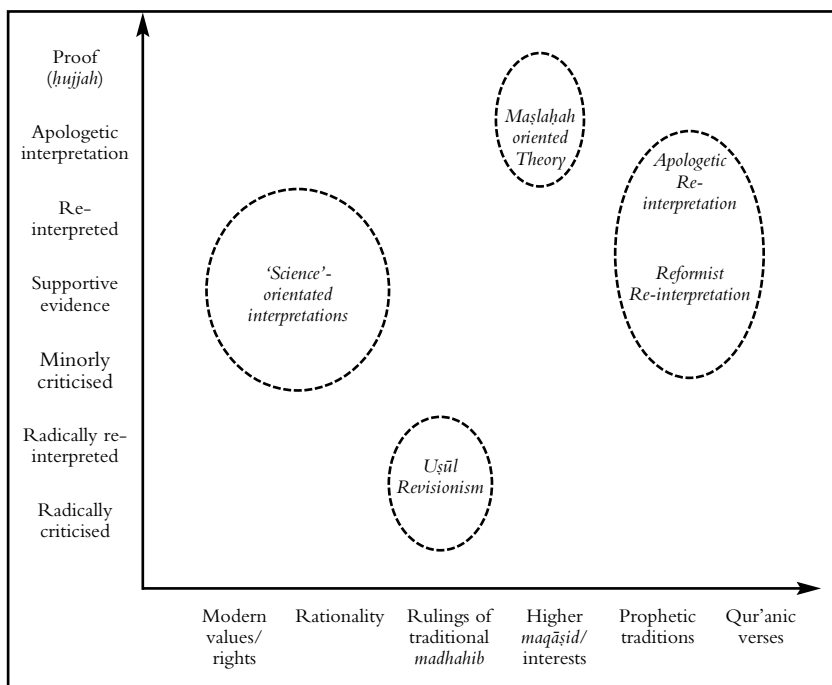 Proof
(ḥujjah)
Apologetic
interpretation
Re-
interpreted
Supportive
evidence
Minorly
criticised
Radically re-
interpreted
Radically
criticised
Maṣlaḥah
oriented
Theory
Apologetic
Re-
interpretation
Reformist
Re-interpretation
‘Science’-
orientated
interpretations
Uṣūl
Revisionism
Modern
values/
rights
Rationality
Rulings of
traditional
madhahib
Higher
maqāṣid/
interests
Prophetic
traditions
Qur’anic
verses